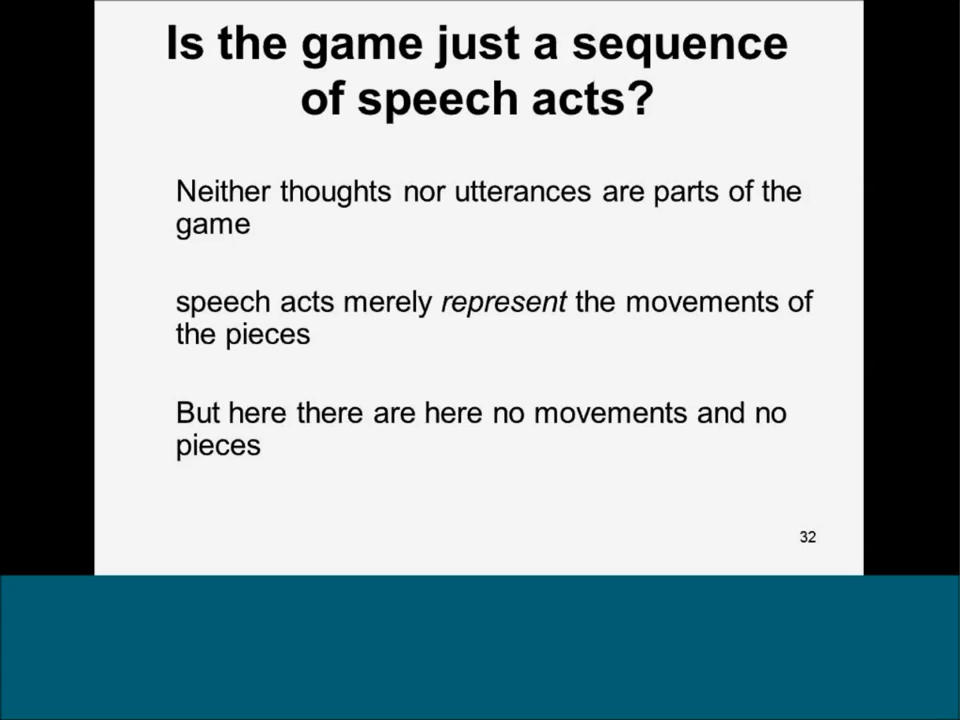 Is the game just a sequence
of speech acts?
Neither thoughts nor utterances are parts of the
game
speech acts merely represent the movements of
the pieces
But here there are here no movements and no
pieces
32